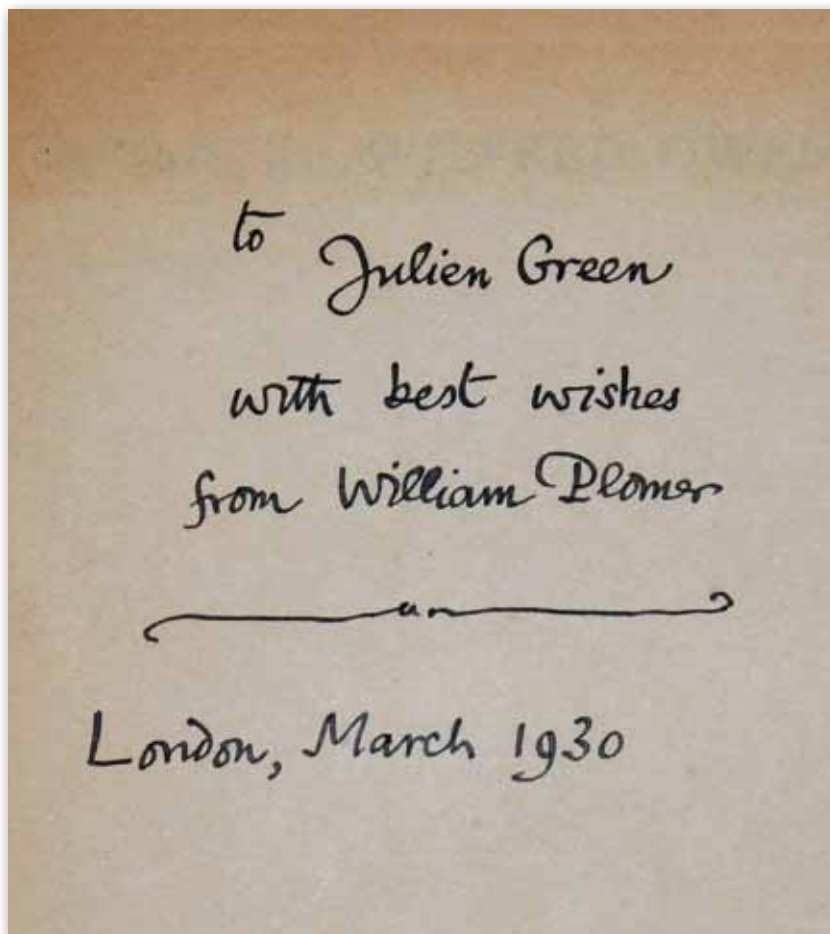 to
Julien Green
with best wishes
from William Plomer
London, March 1930